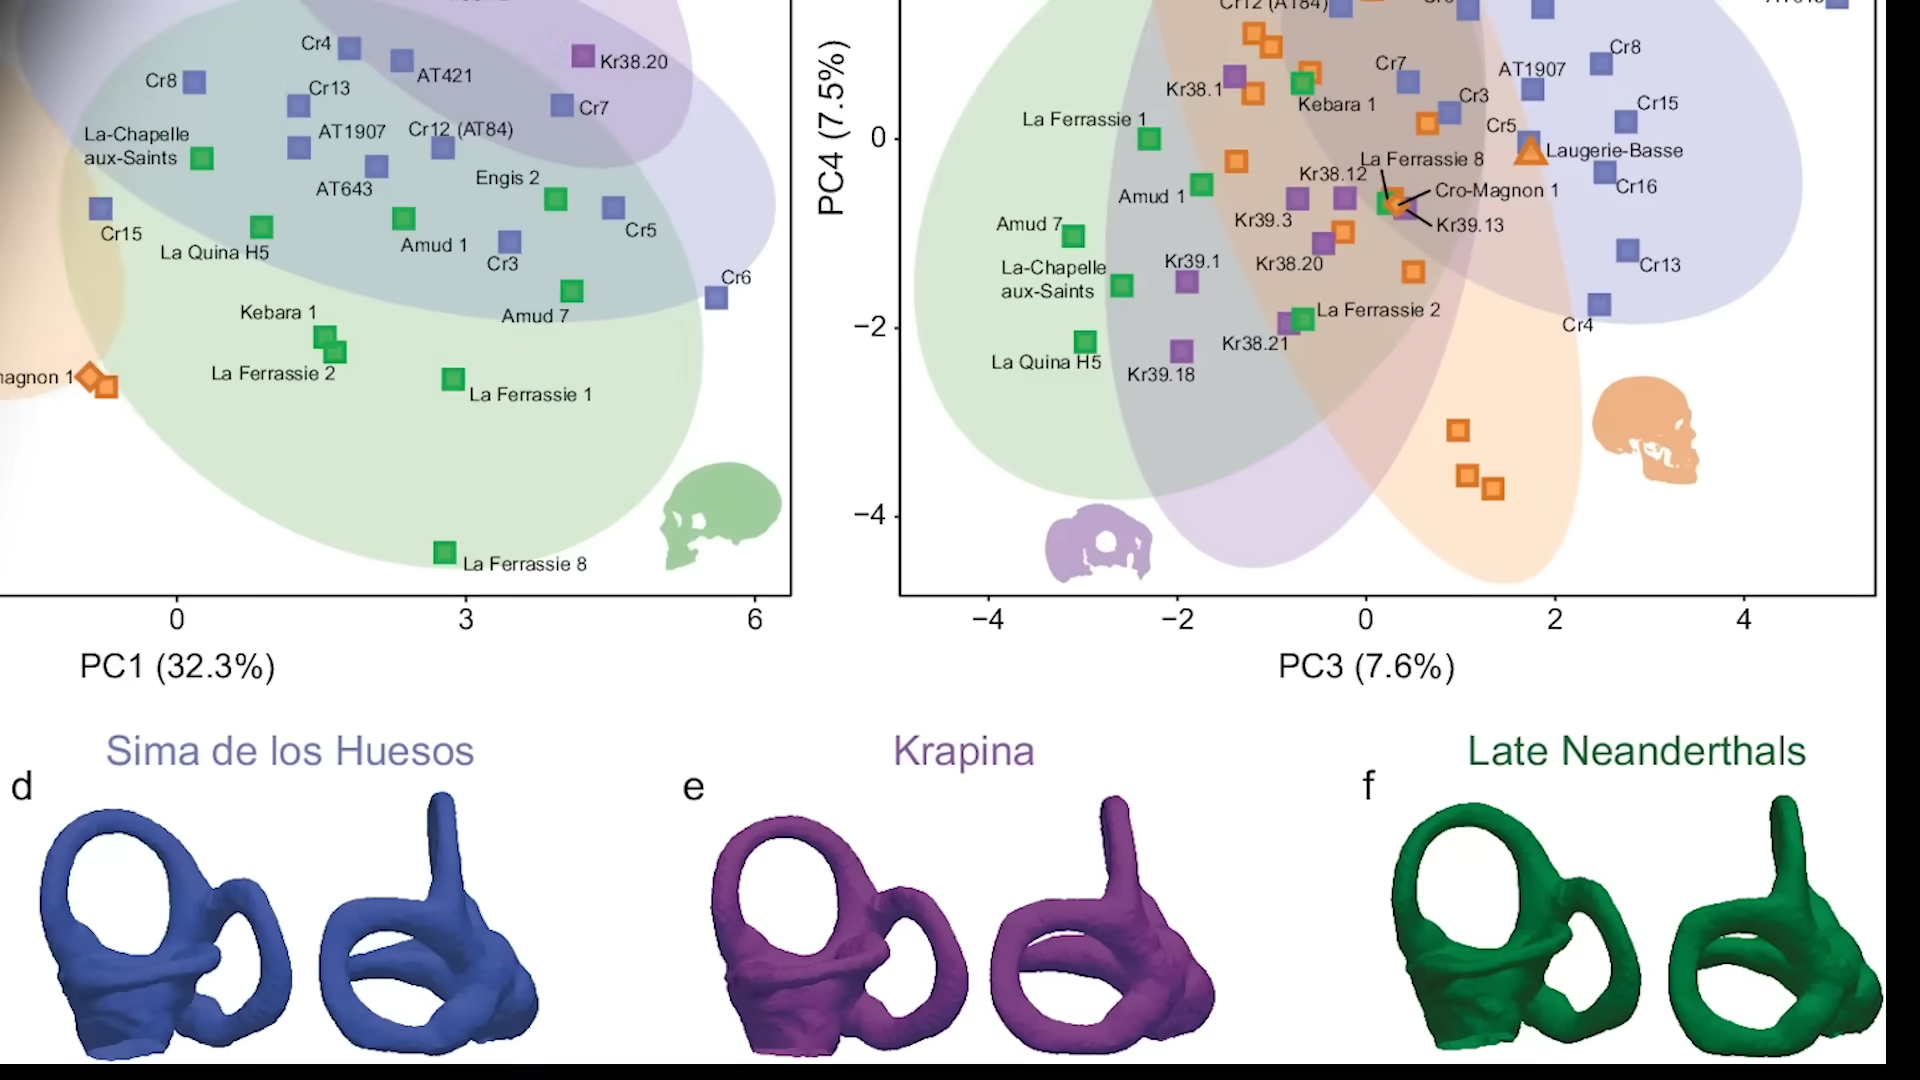 Cr4
AT421
Kr38.20
Cr8
Cr13
Cr7
La-Chapelle
aux-Saints
AT1907
Cr12 (AT84)
AT643
Engis 2
Cr15
La Quina H5
Amud 1
Cr3
Cr5
Cr6
Kebara 1
Amud 7
La Ferrassie 2
magnon 1
La Ferrassie 1
La Ferrassie 8
0
3
6
PC1 (32.3%)
PC4 (7.5%)
0
−2
−4
Cr12 (AT84)
Cr7
AT1907
Cr8
Kr38.1
Kebara 1
Cr3
Cr15
La Ferrassie 1
Cr5
Laugerie-Basse
La Ferrassie 8
Kr38.12
Cr16
Amud 1
Cro-Magnon 1
Kr39.3
Kr39.13
Amud 7
Kr39.1
Kr38.20
Cr13
La-Chapelle
aux-Saints
La Ferrassie 2
Cr4
Kr38.21
La Quina H5
Kr39.18
−4
−2
0
2
4
PC3 (7.6%)
Sima de los Huesos
Krapina
Late Neanderthals
d
e
f